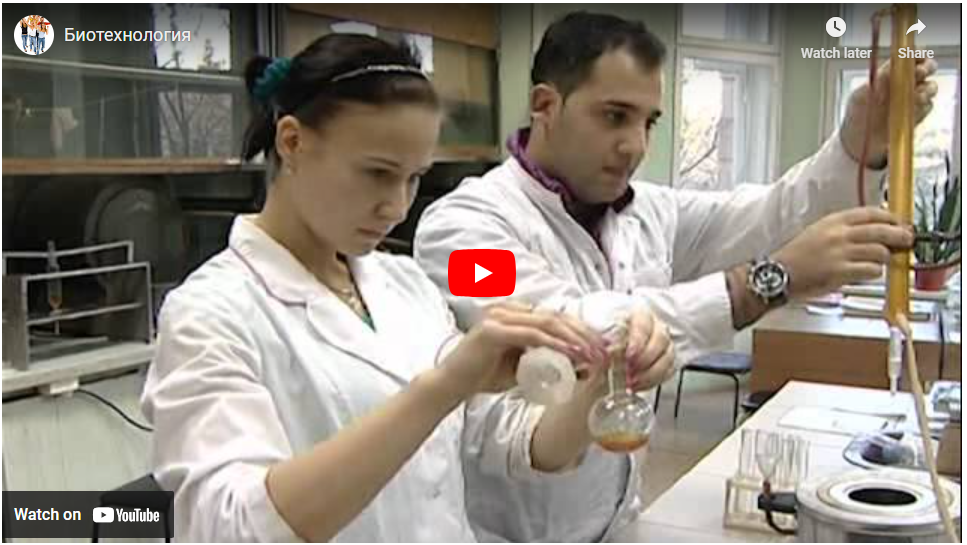 Биотехнология
Watch later
Share
Watch on YouTube